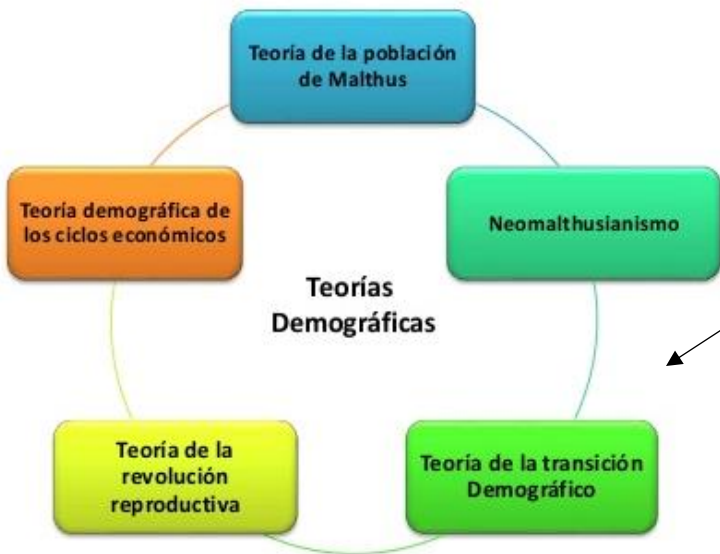 Teoría de la población
de Malthus
Teoría demográfica de
los ciclos económicos
Neomalthusianismo
Teorías
Demográficas
Teoría de la
revolución
reproductiva
Teoría de la transición
Demográfico